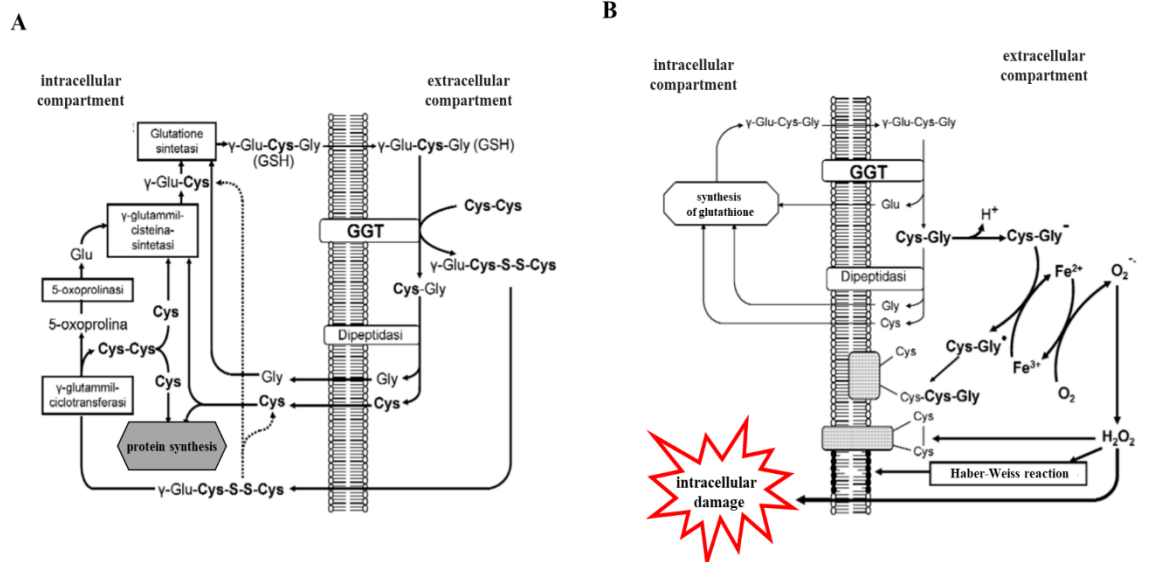 A
intracellular
compartment
extracellular
compartment
Glutatione
sintetasi
γ-Glu-Cys-Gly
(GSH)
γ-Glu-Cys-Gly (GSH)
γ-Glu-Cys
γ-glutammil-
cisteina-
sintetasi
Cys-Cys
GGT
Glu
γ-Glu-Cys-S-S-Cys
5-oxoprolinasi
Cys-Gly
Cys
5-oxoprolina
Dipeptidasi
Cys-Cys
Cys
Gly
Gly
γ-glutammil-
ciclotransferasi
Cys
Cys
protein synthesis
γ-Glu-Cys-S-S-Cys
B
intracellular
compartment
extracellular
compartment
γ-Glu-Cys-Gly
γ-Glu-Cys-Gly
GGT
synthesis
of glutathione
Glu
H⁺
Cys-Gly
Cys-Gly⁻
Dipeptidasi
Fe²⁺
O₂⁻·
Gly
Cys
Cys-Gly•
Fe³⁺
O₂
Cys
Cys-Cys-Gly
Cys
Cys
H₂O₂
Haber-Weiss reaction
intracellular
damage